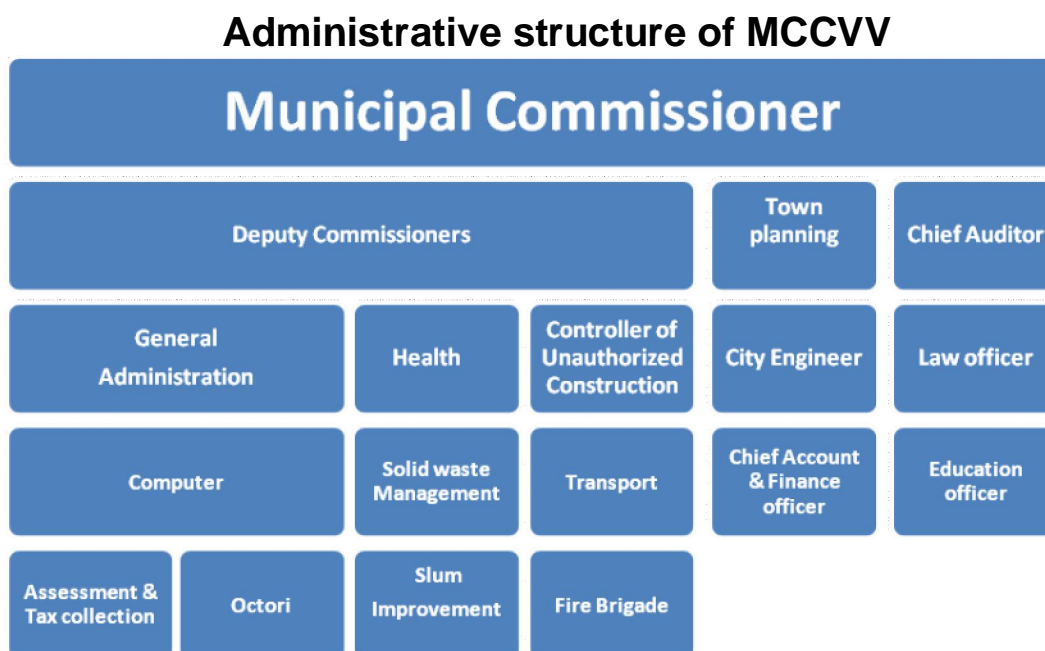 Administrative structure of MCCVV
Municipal Commissioner
Deputy Commissioners
Town
planning
Chief Auditor
General
Administration
Health
Controller of
Unauthorized
Construction
City Engineer
Law officer
Computer
Solid waste
Management
Transport
Chief Account
& Finance
officer
Education
officer
Assessment &
Tax collection
Octori
Slum
Improvement
Fire Brigade